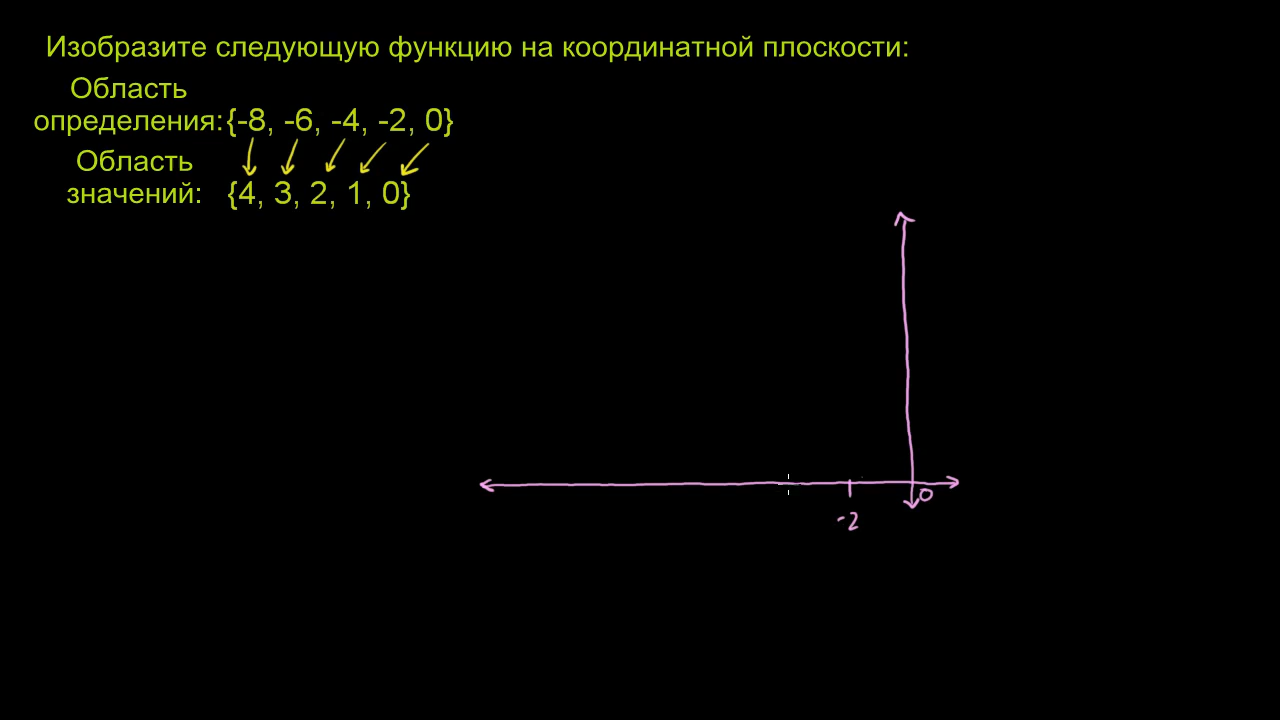 Изобразите следующую функцию на координатной плоскости:
Область
определения: {-8, -6, -4, -2, 0}
Область
значений: {4, 3, 2, 1, 0}
0
-2